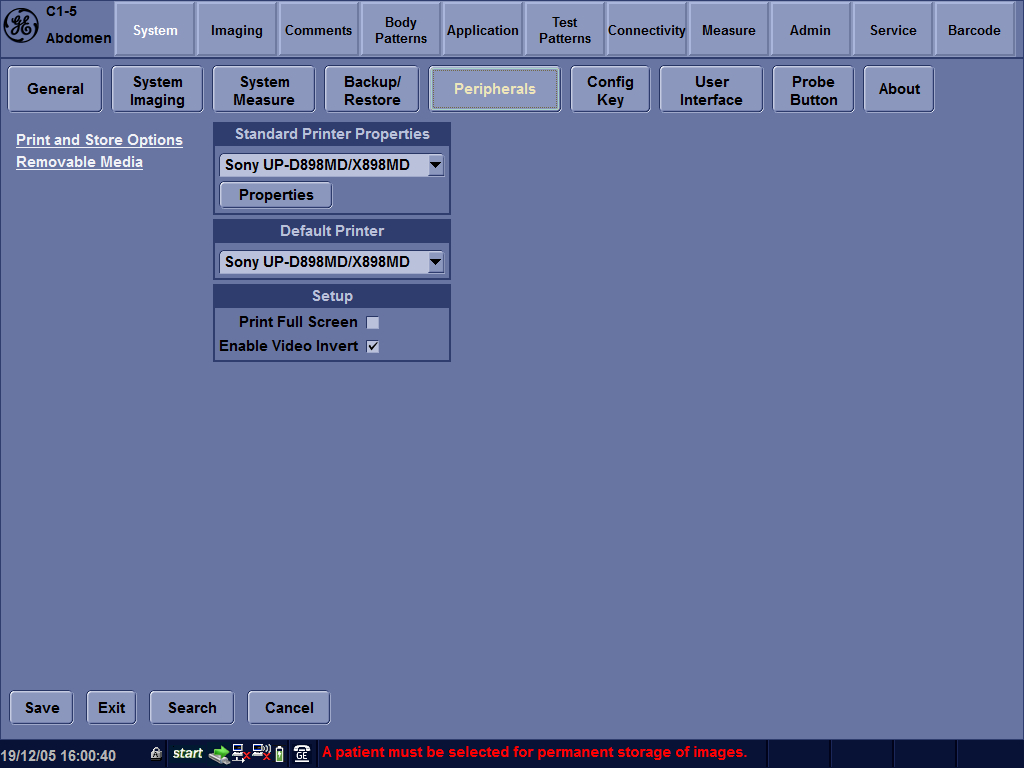 C1-5
Abdomen
System
Imaging
Comments
Body
Patterns
Application
Test
Patterns
Connectivity
Measure
Admin
Service
Barcode
General
System
Imaging
System
Measure
Backup/
Restore
Peripherals
Config
Key
User
Interface
Probe
Button
About
Print and Store Options
Removable Media
Standard Printer Properties
Sony UP-D898MD/X898MD
Properties
Default Printer
Sony UP-D898MD/X898MD
Setup
Print Full Screen
Enable Video Invert
Save
Exit
Search
Cancel
19/12/05 16:00:40
start
GE
A patient must be selected for permanent storage of images.